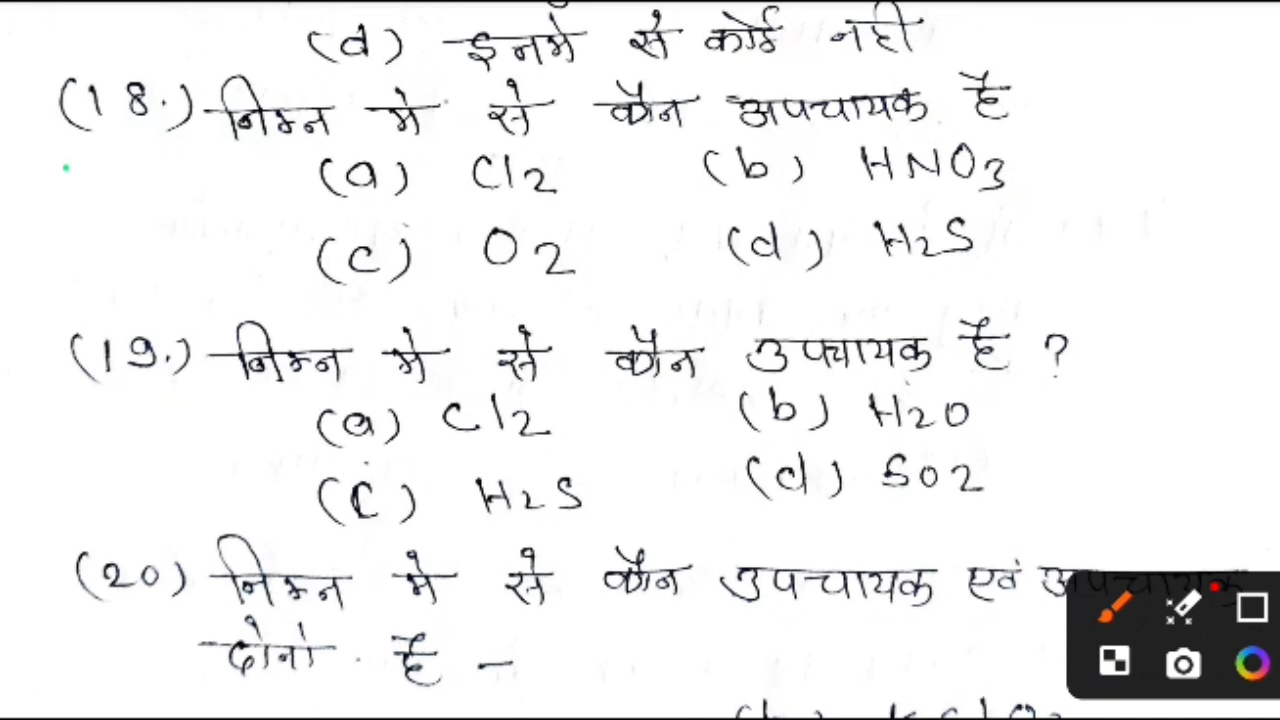 (d) इनमे से कोई नही
(18.) निम्न मे से कौन अपचायक है
(a) Cl2 (b) HNO3
(c) O2 (d) H2S
(19.) निम्न मे से कौन उपचायक है ?
(a) Cl2 (b) H2O
(C) H2S (d) SO2
(20) निम्न मे से कौन उपचायक एवं अपचायक
दोनो है –